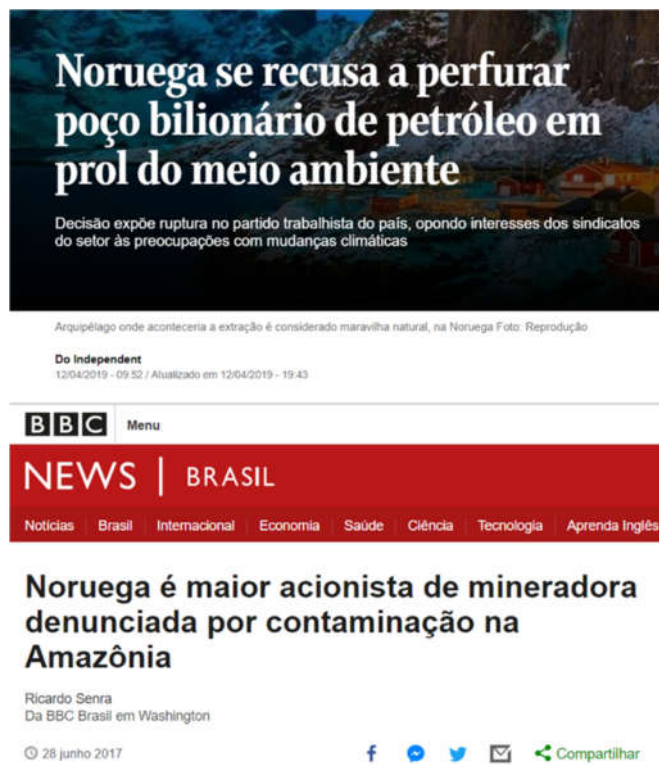 Noruega se recusa a perfurar
poço bilionário de petróleo em
prol do meio ambiente
Decisão expõe ruptura no partido trabalhista do país, opondo interesses dos sindicatos
do setor às preocupações com mudanças climáticas
Arquipélago onde aconteceria a extração é considerado maravilha natural, na Noruega Foto: Reprodução
Do Independent
12/04/2019 - 09:52 / Atualizado em 12/04/2019 - 19:43
BBC Menu
NEWS | BRASIL
Notícias Brasil Internacional Economia Saúde Ciência Tecnologia Aprenda Inglês
Noruega é maior acionista de mineradora
denunciada por contaminação na
Amazônia
Ricardo Senra
Da BBC Brasil em Washington
28 junho 2017 Compartilhar